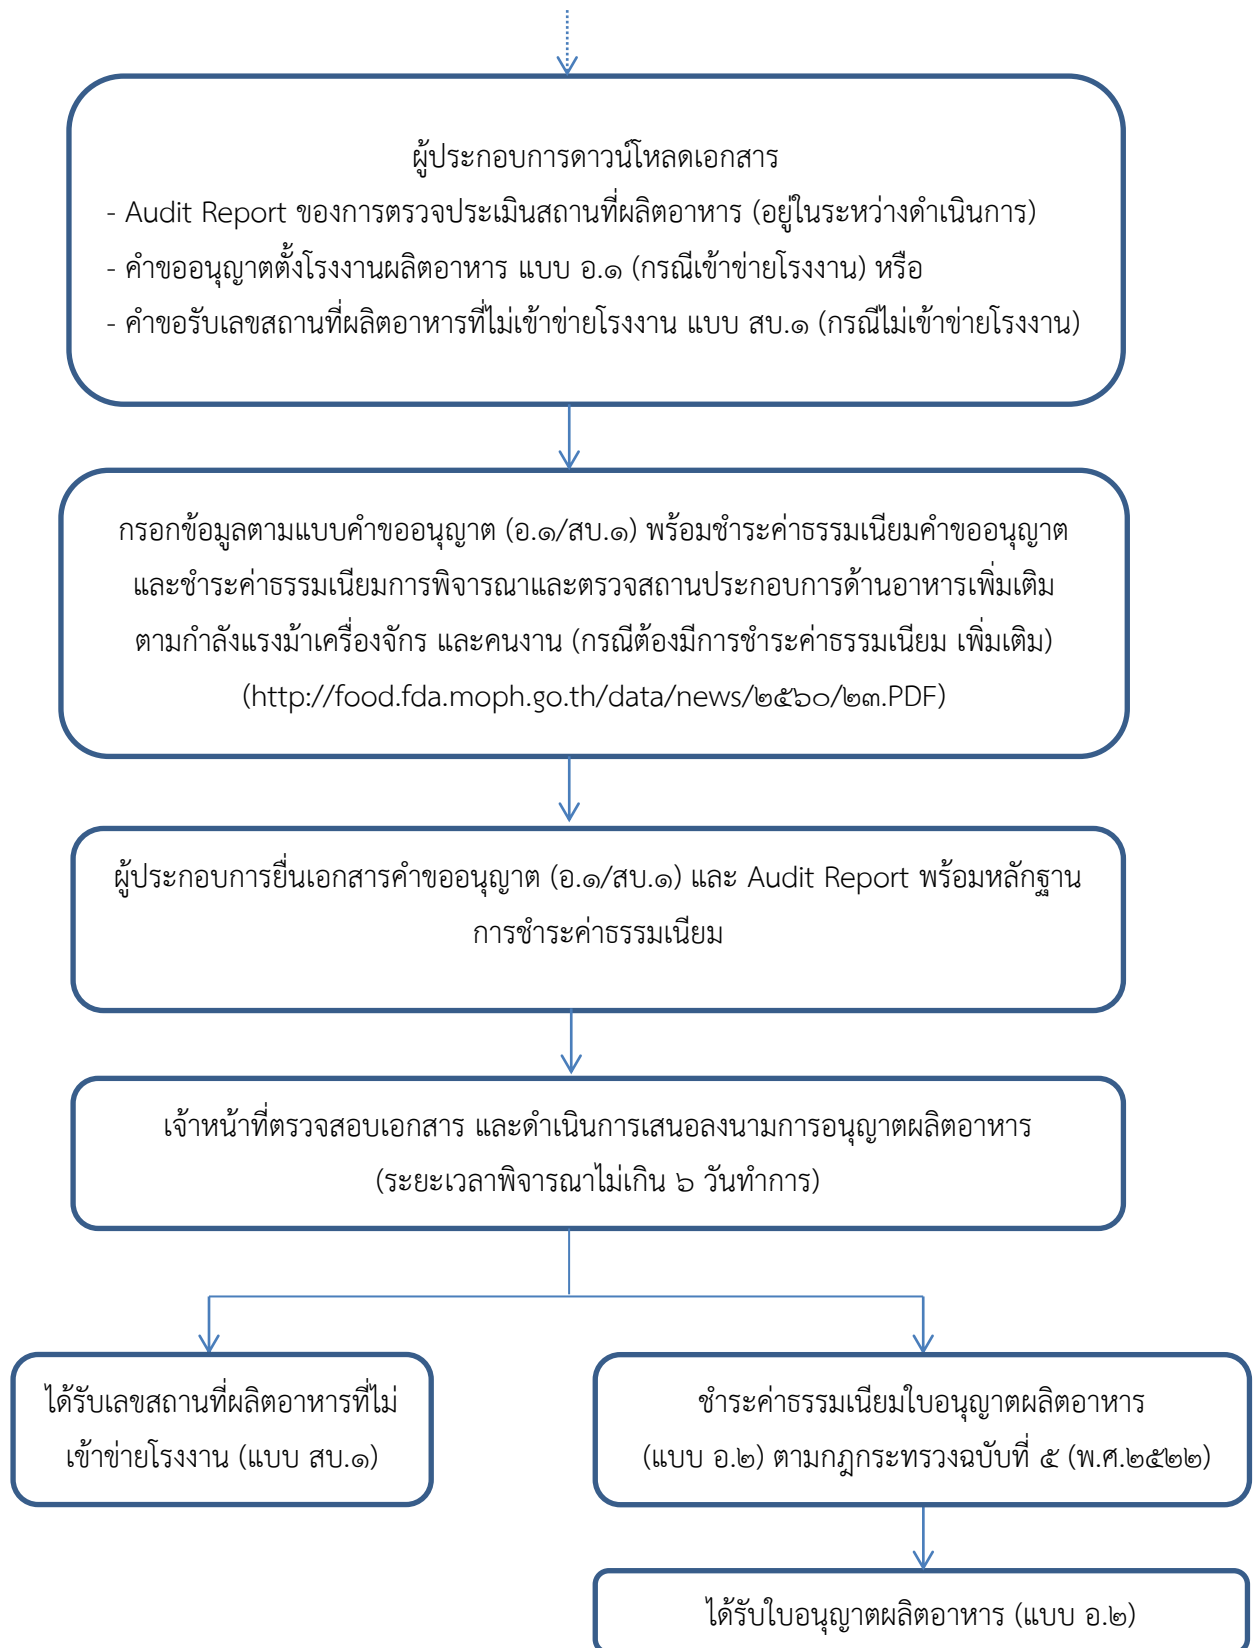 ผู้ประกอบการดาวน์โหลดเอกสาร
- Audit Report ของการตรวจประเมินสถานที่ผลิตอาหาร (อยู่ในระหว่างดำเนินการ)
- คำขออนุญาตตั้งโรงงานผลิตอาหาร แบบ อ.๑ (กรณีเข้าข่ายโรงงาน) หรือ
- คำขอรับเลขสถานที่ผลิตอาหารที่ไม่เข้าข่ายโรงงาน แบบ สบ.๑ (กรณีไม่เข้าข่ายโรงงาน)
กรอกข้อมูลตามแบบคำขออนุญาต (อ.๑/สบ.๑) พร้อมชำระค่าธรรมเนียมคำขออนุญาต
และชำระค่าธรรมเนียมการพิจารณาและตรวจสถานประกอบการด้านอาหารเพิ่มเติม
ตามกำลังแรงม้าเครื่องจักร และคนงาน (กรณีต้องมีการชำระค่าธรรมเนียม เพิ่มเติม)
(http://food.fda.moph.go.th/data/news/๒๕๖๐/๒๓.PDF)
ผู้ประกอบการยื่นเอกสารคำขออนุญาต (อ.๑/สบ.๑) และ Audit Report พร้อมหลักฐาน
การชำระค่าธรรมเนียม
เจ้าหน้าที่ตรวจสอบเอกสาร และดำเนินการเสนอลงนามการอนุญาตผลิตอาหาร
(ระยะเวลาพิจารณาไม่เกิน ๖ วันทำการ)
ได้รับเลขสถานที่ผลิตอาหารที่ไม่
เข้าข่ายโรงงาน (แบบ สบ.๑)
ชำระค่าธรรมเนียมใบอนุญาตผลิตอาหาร
(แบบ อ.๒) ตามกฎกระทรวงฉบับที่ ๕ (พ.ศ.๒๕๒๒)
ได้รับใบอนุญาตผลิตอาหาร (แบบ อ.๒)